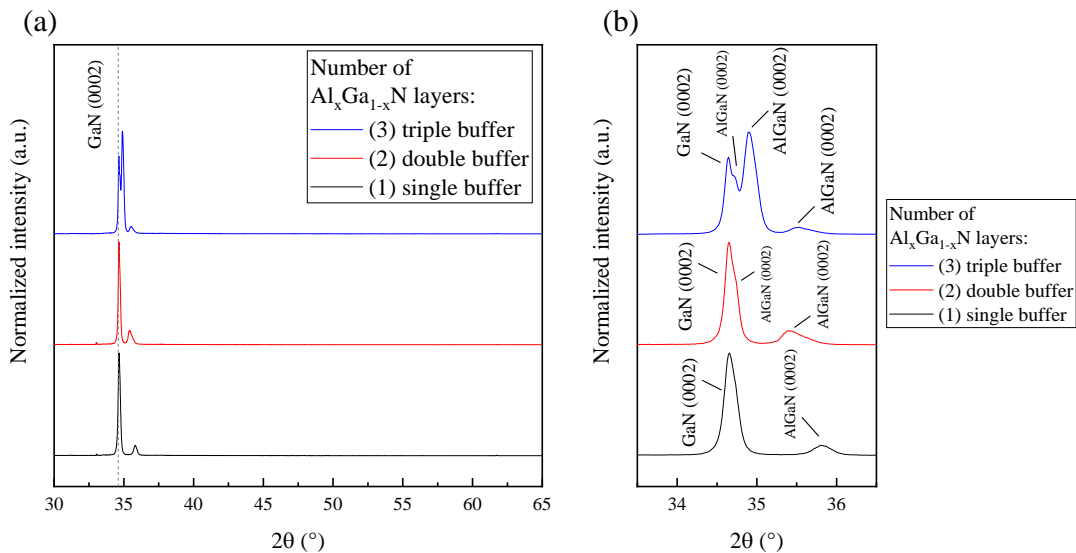 (a)
Normalized intensity (a.u.)
GaN (0002)
Number of
AlxGa1-xN layers:
(3) triple buffer
(2) double buffer
(1) single buffer
30 35 40 45 50 55 60 65
2θ (°)
(b)
Normalized intensity (a.u.)
GaN (0002)
AlGaN (0002)
AlGaN (0002)
AlGaN (0002)
GaN (0002)
AlGaN (0002)
AlGaN (0002)
GaN (0002)
AlGaN (0002)
34 35 36
2θ (°)
Number of
AlxGa1-xN layers:
(3) triple buffer
(2) double buffer
(1) single buffer